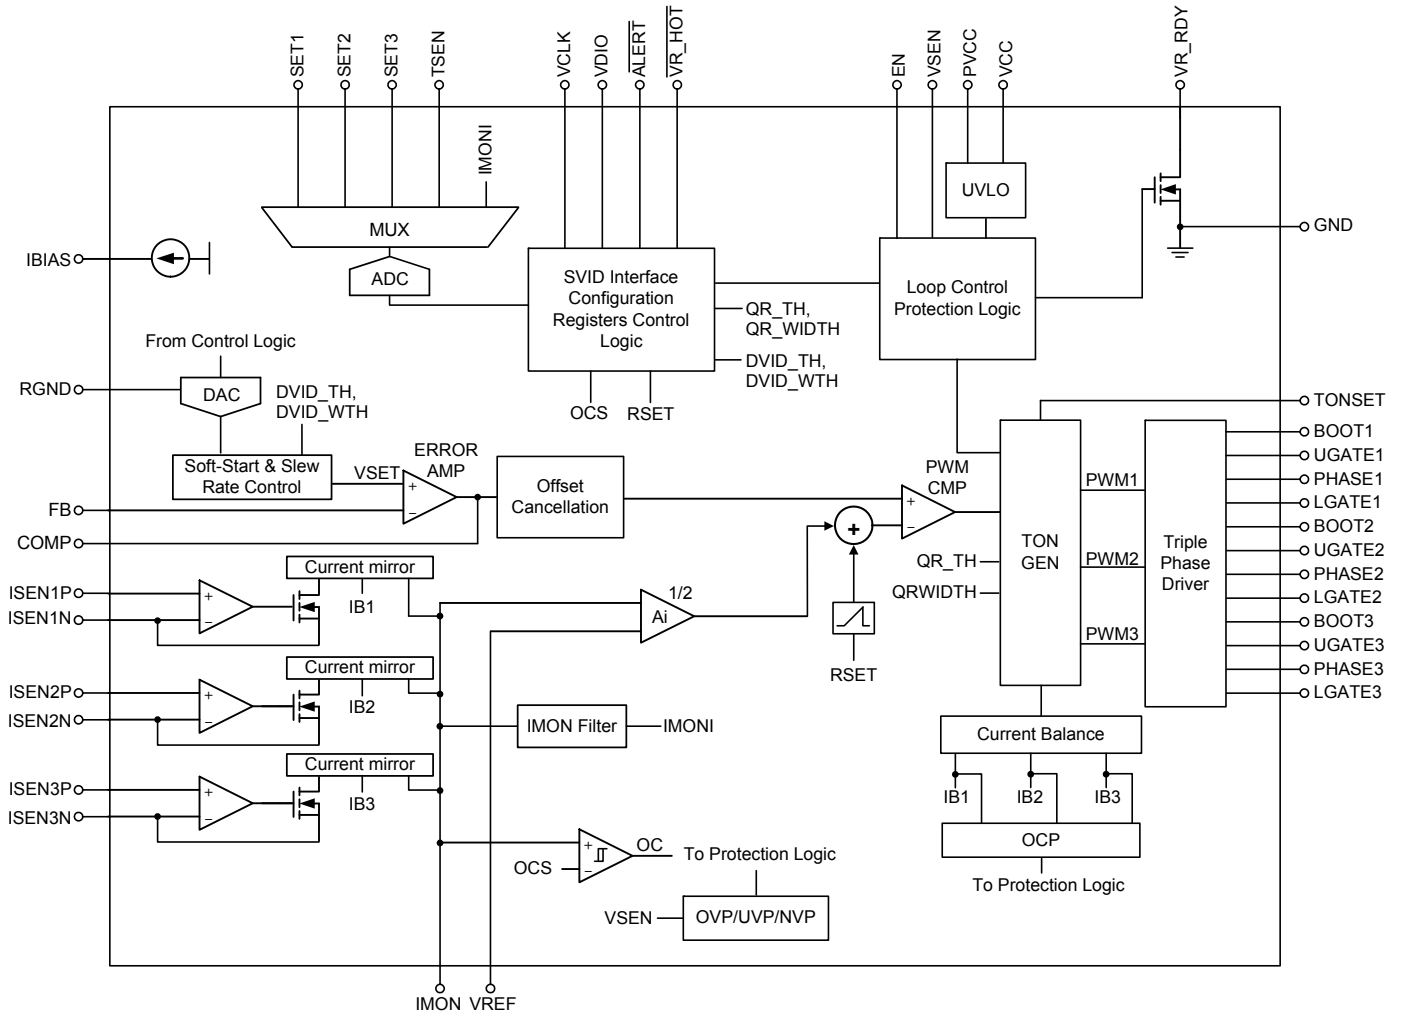 SET1
SET2
SET3
TSEN
VCLK
VDIO
ALERT
VR_HOT
EN
VSEN
PVCC
VCC
VR_RDY
IMONI
UVLO
MUX
GND
IBIAS
ADC
SVID Interface
Configuration
Registers Control
Logic
Loop Control
Protection Logic
QR_TH,
QR_WIDTH
DVID_TH,
DVID_WTH
From Control Logic
RGND
DAC
DVID_TH,
DVID_WTH
OCS
RSET
TONSET
BOOT1
UGATE1
PHASE1
LGATE1
BOOT2
UGATE2
PHASE2
LGATE2
BOOT3
UGATE3
PHASE3
LGATE3
Soft-Start & Slew
Rate Control
VSET
ERROR
AMP
+
−
Offset
Cancellation
PWM
CMP
+
−
+
PWM1
PWM2
PWM3
TON
GEN
Triple
Phase
Driver
QR_TH
QRWIDTH
FB
COMP
ISEN1P
ISEN1N
+
−
Current mirror
IB1
1/2
Ai
RSET
ISEN2P
ISEN2N
+
−
Current mirror
IB2
IMON Filter
IMONI
Current Balance
IB1
IB2
IB3
OCP
To Protection Logic
ISEN3P
ISEN3N
+
−
Current mirror
IB3
OCS
+
−
OC
To Protection Logic
VSEN
OVP/UVP/NVP
IMON
VREF